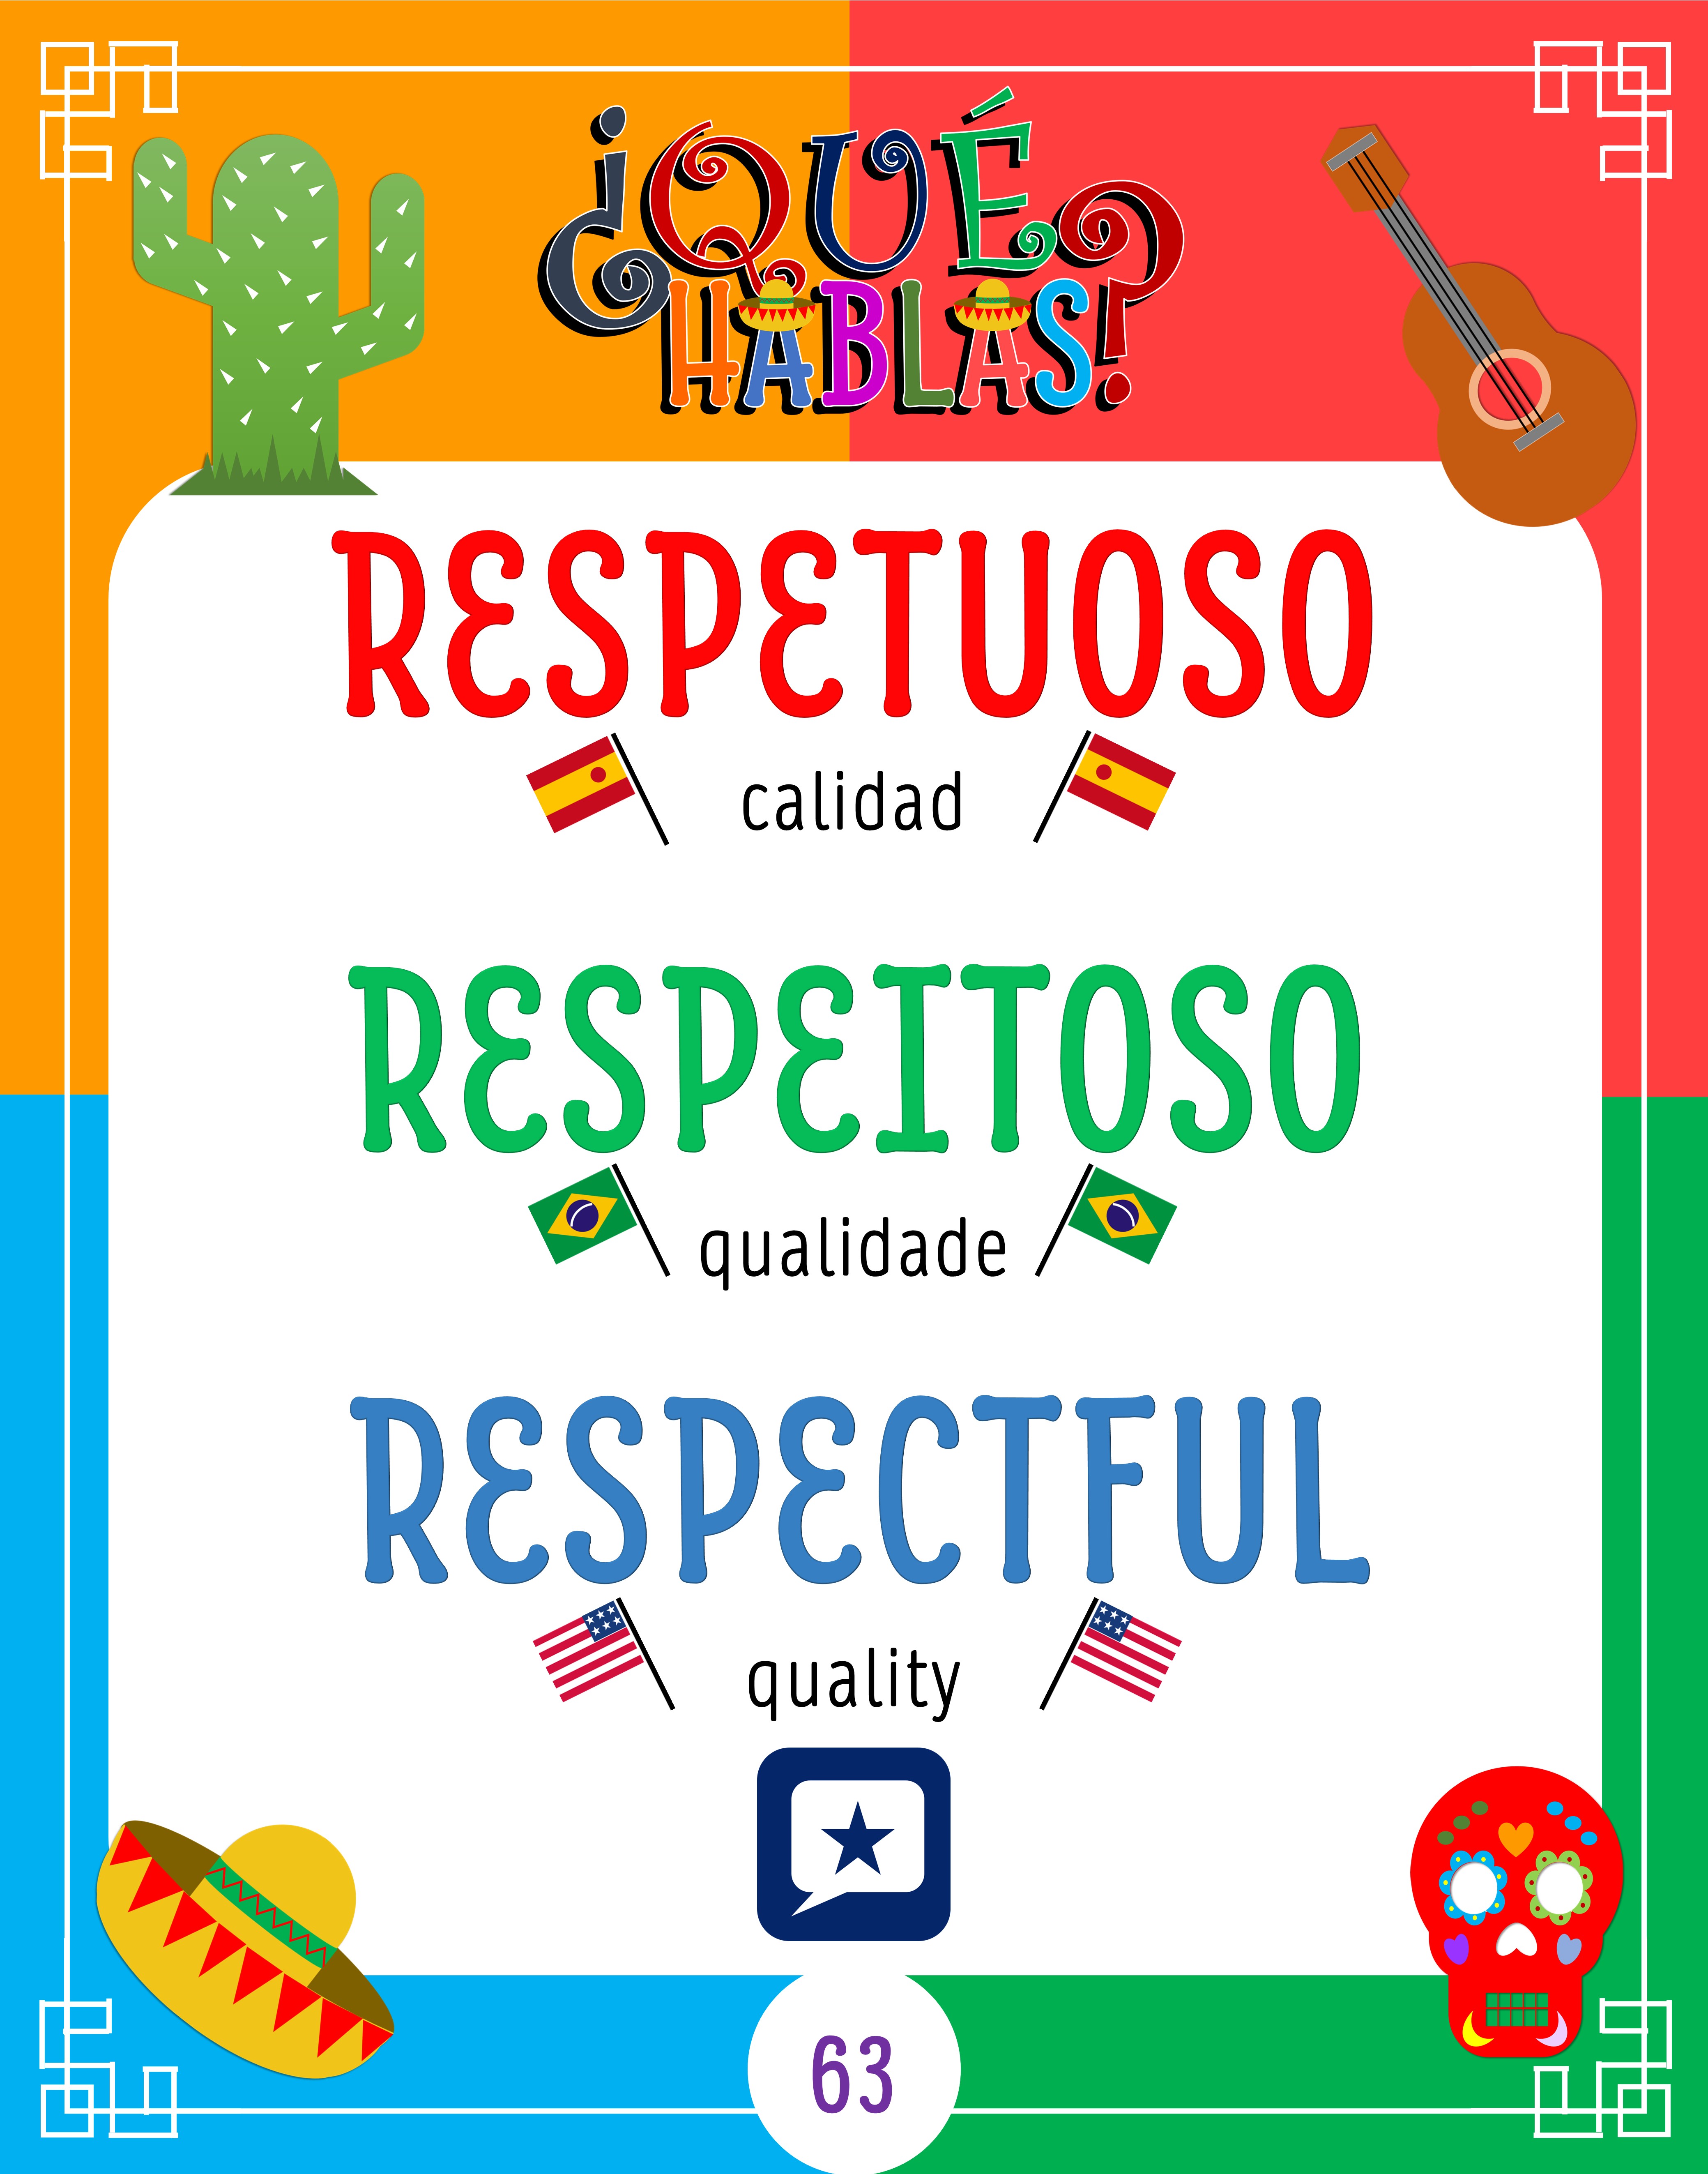 ¿QUÉ?
HABLAS!
RESPETUOSO
calidad
RESPEITOSO
qualidade
RESPECTFUL
quality
63